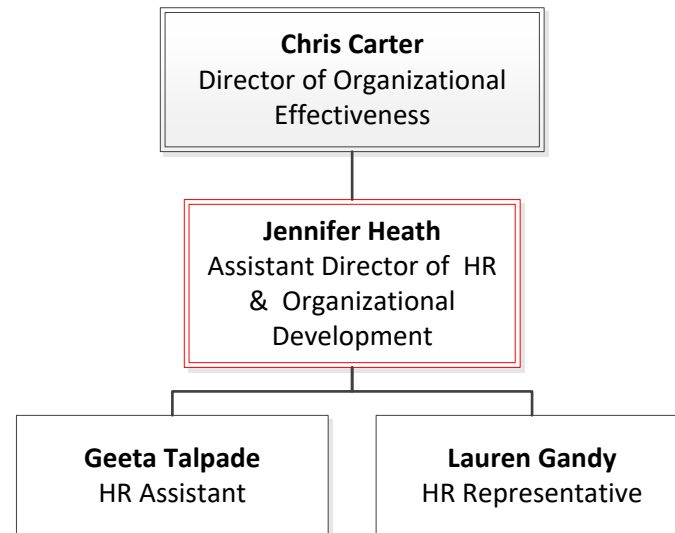 Chris Carter
Director of Organizational
Effectiveness
Jennifer Heath
Assistant Director of  HR
&  Organizational
Development
Geeta Talpade
HR Assistant
Lauren Gandy
HR Representative